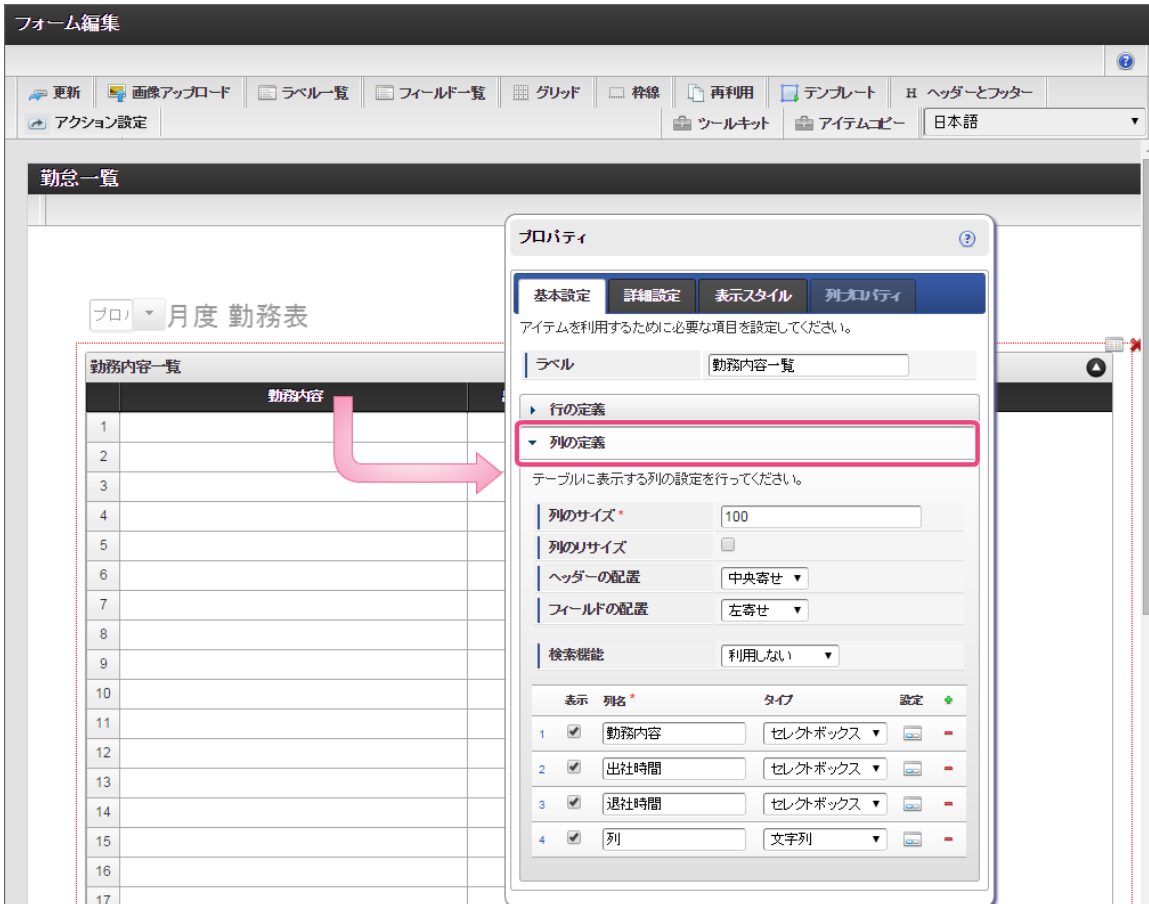 フォーム編集
更新 画像アップロード ラベル一覧 フィールド一覧 グリッド 枠線 再利用 テンプレート H ヘッダーとフッター
アクション設定 ツールキット アイテムコピー 日本語
勤怠一覧
プロパティ
基本設定 詳細設定 表示スタイル 列プロパティ
アイテムを利用するために必要な項目を設定してください。
月度 勤務表
ラベル 勤務内容一覧
勤務内容一覧
勤務内容
行の定義
列の定義
テーブルに表示する列の設定を行ってください。
列のサイズ* 100
列のリサイズ
ヘッダーの配置 中央寄せ
フィールドの配置 左寄せ
検索機能 利用しない
表示 列名* タイプ 設定
1 勤務内容 セレクトボックス
2 出社時間 セレクトボックス
3 退社時間 セレクトボックス
4 列 文字列
1
2
3
4
5
6
7
8
9
10
11
12
13
14
15
16
17